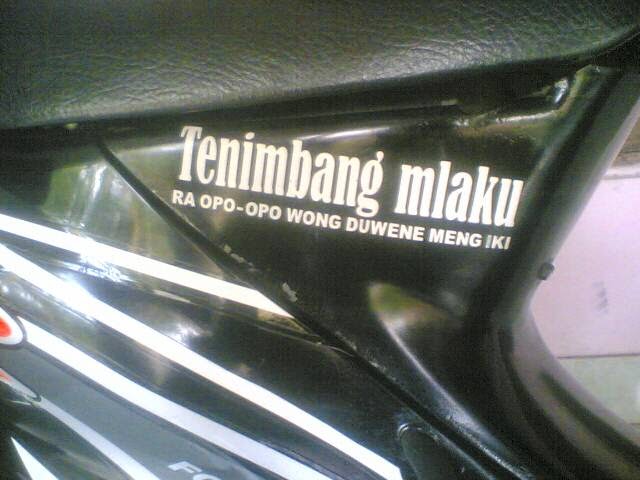 Tenimbang mlaku
RA OPO-OPO WONG DUWENE MENG IKI